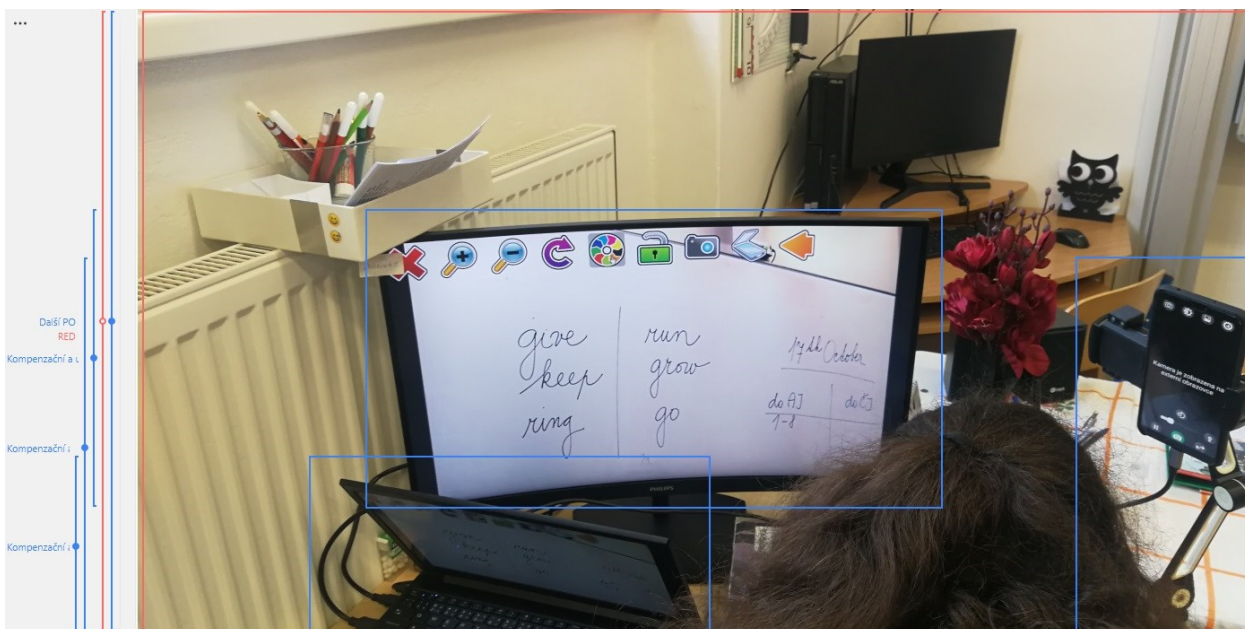 ...
Další PO
RED
Kompenzační a
Kompenzační
Kompenzační
give
keep
ring
run
grow
go
17th October
do AJ
1-8
do ČJ
PHILIPS
Kamera je zobrazena na
externí obrazovce